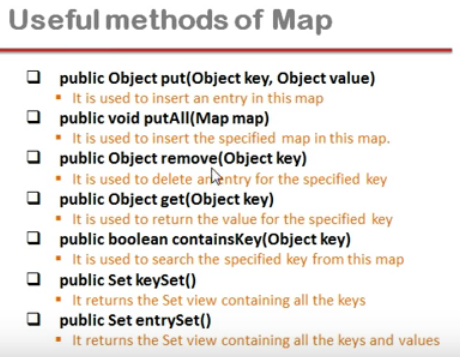 Useful methods of Map
public Object put(Object key, Object value)
It is used to insert an entry in this map
public void putAll(Map map)
It is used to insert the specified map in this map.
public Object remove(Object key)
It is used to delete an entry for the specified key
public Object get(Object key)
It is used to return the value for the specified key
public boolean containsKey(Object key)
It is used to search the specified key from this map
public Set keySet()
It returns the Set view containing all the keys
public Set entrySet()
It returns the Set view containing all the keys and values